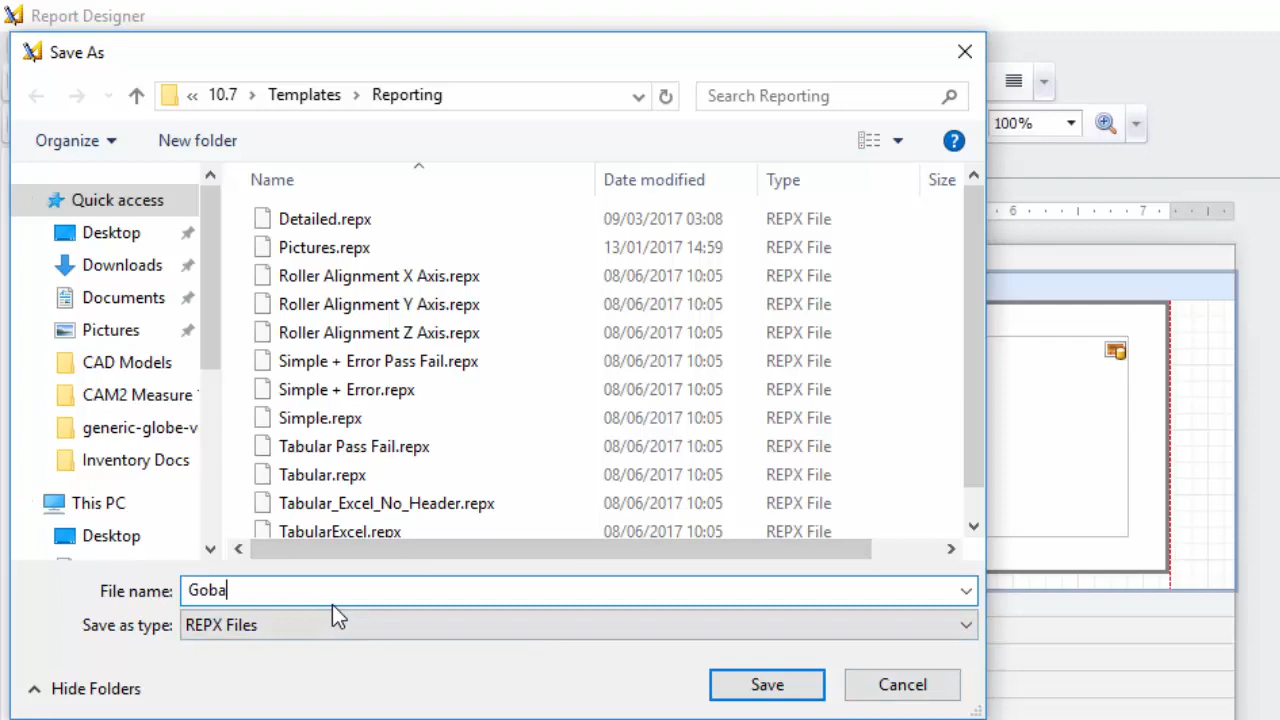 Report Designer
Save As
« 10.7 > Templates > Reporting
Search Reporting
100%
Organize
New folder
?
Name Date modified Type Size
Quick access
Desktop
Downloads
Documents
Pictures
CAD Models
CAM2 Measure
generic-globe-v
Inventory Docs
This PC
Desktop
Detailed.repx 09/03/2017 03:08 REPX File
Pictures.repx 13/01/2017 14:59 REPX File
Roller Alignment X Axis.repx 08/06/2017 10:05 REPX File
Roller Alignment Y Axis.repx 08/06/2017 10:05 REPX File
Roller Alignment Z Axis.repx 08/06/2017 10:05 REPX File
Simple + Error Pass Fail.repx 08/06/2017 10:05 REPX File
Simple + Error.repx 08/06/2017 10:05 REPX File
Simple.repx 08/06/2017 10:05 REPX File
Tabular Pass Fail.repx 08/06/2017 10:05 REPX File
Tabular.repx 08/06/2017 10:05 REPX File
Tabular_Excel_No_Header.repx 08/06/2017 10:05 REPX File
TabularExcel.repx 08/06/2017 10:05 REPX File
6 7
File name: Goba
Save as type: REPX Files
Hide Folders
Save
Cancel